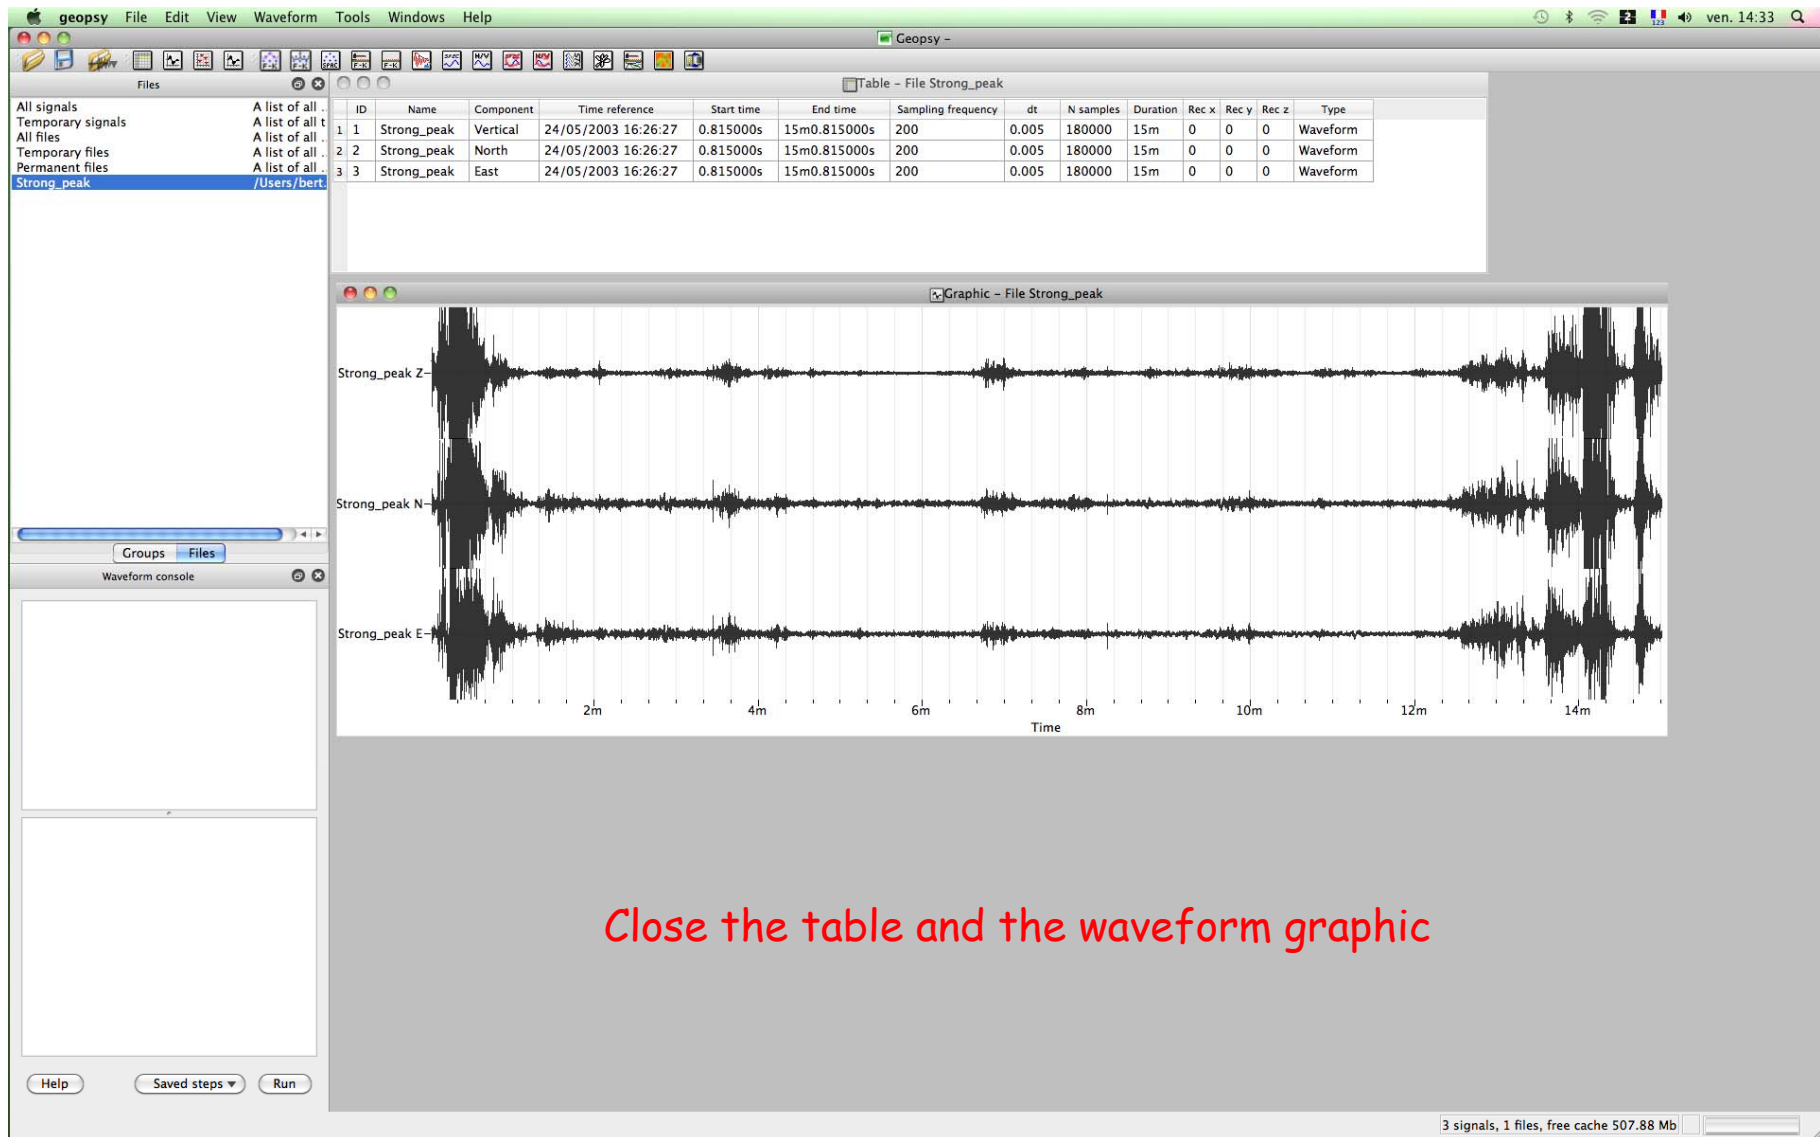 geopsy File Edit View Waveform Tools Windows Help
2 123 ven. 14:33
Geopsy -
F-K F-K SPAC F-K F-K SPEC H/V SPEC H/V
Files
All signals A list of all ..
Temporary signals A list of all t
All files A list of all ..
Temporary files A list of all ..
Permanent files A list of all ..
Strong_peak /Users/bert.
Groups Files
Waveform console
Help Saved steps Run
Table - File Strong_peak
ID Name Component Time reference Start time End time Sampling frequency dt N samples Duration Rec x Rec y Rec z Type
1 1 Strong_peak Vertical 24/05/2003 16:26:27 0.815000s 15m0.815000s 200 0.005 180000 15m 0 0 0 Waveform
2 2 Strong_peak North 24/05/2003 16:26:27 0.815000s 15m0.815000s 200 0.005 180000 15m 0 0 0 Waveform
3 3 Strong_peak East 24/05/2003 16:26:27 0.815000s 15m0.815000s 200 0.005 180000 15m 0 0 0 Waveform
Graphic - File Strong_peak
Strong_peak Z
Strong_peak N
Strong_peak E
2m 4m 6m 8m 10m 12m 14m
Time
Close the table and the waveform graphic
3 signals, 1 files, free cache 507.88 Mb